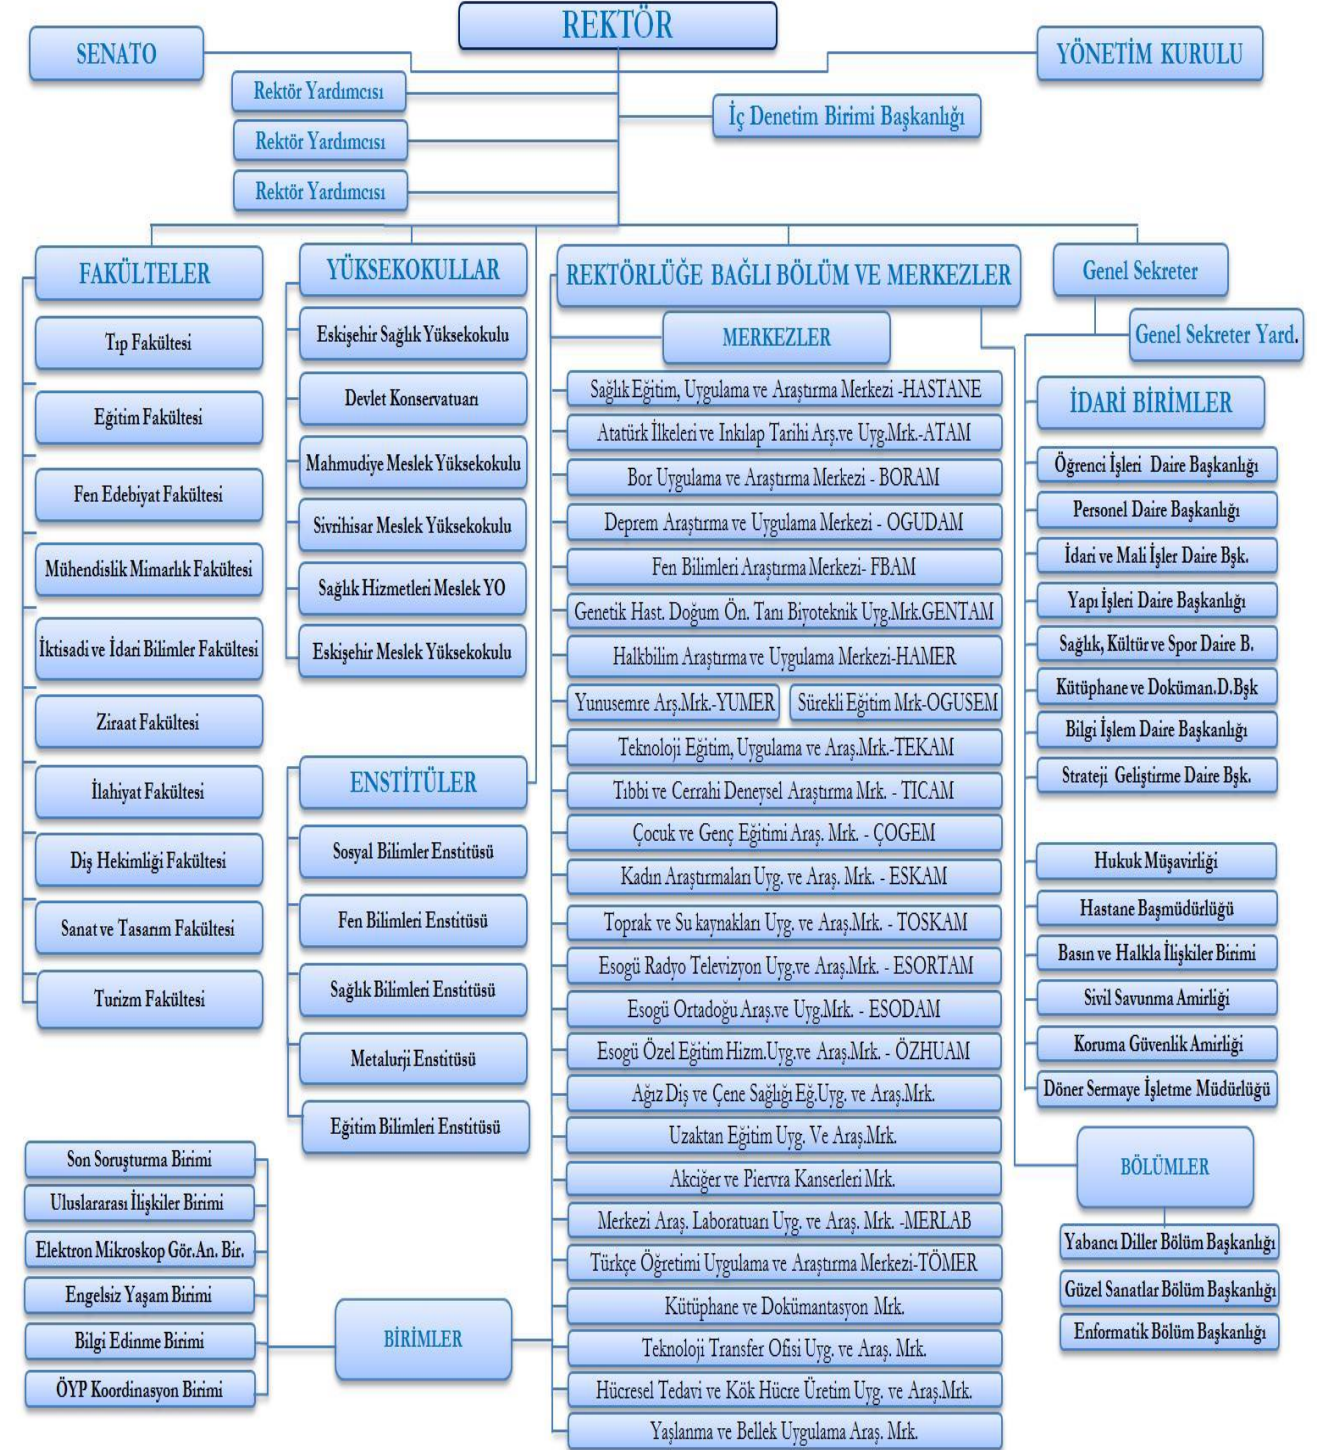 REKTÖR
SENATO
YÖNETİM KURULU
Rektör Yardımcısı
İç Denetim Birimi Başkanlığı
Rektör Yardımcısı
Rektör Yardımcısı
FAKÜLTELER
Tıp Fakültesi
Eğitim Fakültesi
Fen Edebiyat Fakültesi
Mühendislik Mimarlık Fakültesi
İktisadi ve İdari Bilimler Fakültesi
Ziraat Fakültesi
İlahiyat Fakültesi
Diş Hekimliği Fakültesi
Sanat ve Tasarım Fakültesi
Turizm Fakültesi
YÜKSEKOKULLAR
Eskişehir Sağlık Yüksekokulu
Devlet Konservatuarı
Mahmudiye Meslek Yüksekokulu
Sivrihisar Meslek Yüksekokulu
Sağlık Hizmetleri Meslek YO
Eskişehir Meslek Yüksekokulu
ENSTİTÜLER
Sosyal Bilimler Enstitüsü
Fen Bilimleri Enstitüsü
Sağlık Bilimleri Enstitüsü
Metalurji Enstitüsü
Eğitim Bilimleri Enstitüsü
REKTÖRLÜĞE BAĞLI BÖLÜM VE MERKEZLER
MERKEZLER
Sağlık Eğitim, Uygulama ve Araştırma Merkezi -HASTANE
Atatürk İlkeleri ve Inkılap Tarihi Arş.ve Uyg.Mrk.-ATAM
Bor Uygulama ve Araştırma Merkezi - BORAM
Deprem Araştırma ve Uygulama Merkezi - OGUDAM
Fen Bilimleri Araştırma Merkezi- FBAM
Genetik Hast. Doğum Ön. Tanı Biyoteknik Uyg.Mrk.GENTAM
Halkbilim Araştırma ve Uygulama Merkezi-HAMER
Yunusemre Arş.Mrk.-YUMER
Sürekli Eğitim Mrk-OGUSEM
Teknoloji Eğitim, Uygulama ve Araş.Mrk.-TEKAM
Tıbbi ve Cerrahi Deneysel Araştırma Mrk. - TICAM
Çocuk ve Genç Eğitimi Araş. Mrk. - ÇOGEM
Kadın Araştırmaları Uyg. ve Araş. Mrk. - ESKAM
Toprak ve Su kaynakları Uyg. ve Araş.Mrk. - TOSKAM
Esogü Radyo Televizyon Uyg.ve Araş.Mrk. - ESORTAM
Esogü Ortadoğu Araş.ve Uyg.Mrk. - ESODAM
Esogü Özel Eğitim Hizm.Uyg.ve Araş.Mrk. - ÖZHUAM
Ağız Diş ve Çene Sağlığı Eğ.Uyg. ve Araş.Mrk.
Uzaktan Eğitim Uyg. Ve Araş.Mrk.
Akciğer ve Piervra Kanserleri Mrk.
Merkezi Araş. Laboratuarı Uyg. ve Araş. Mrk. -MERLAB
Türkçe Öğretimi Uygulama ve Araştırma Merkezi-TÖMER
Kütüphane ve Dokümantasyon Mrk.
Teknoloji Transfer Ofisi Uyg. ve Araş. Mrk.
Hücresel Tedavi ve Kök Hücre Üretim Uyg. ve Araş.Mrk.
Yaşlanma ve Bellek Uygulama Araş. Mrk.
Genel Sekreter
Genel Sekreter Yard.
İDARİ BİRİMLER
Öğrenci İşleri Daire Başkanlığı
Personel Daire Başkanlığı
İdari ve Mali İşler Daire Bşk.
Yapı İşleri Daire Başkanlığı
Sağlık, Kültür ve Spor Daire B.
Kütüphane ve Doküman.D.Bşk
Bilgi İşlem Daire Başkanlığı
Strateji Geliştirme Daire Bşk.
Hukuk Müşavirliği
Hastane Başmüdürlüğü
Basın ve Halkla İlişkiler Birimi
Sivil Savunma Amirliği
Koruma Güvenlik Amirliği
Döner Sermaye İşletme Müdürlüğü
BÖLÜMLER
Yabancı Diller Bölüm Başkanlığı
Güzel Sanatlar Bölüm Başkanlığı
Enformatik Bölüm Başkanlığı
BİRİMLER
Son Soruşturma Birimi
Uluslararası İlişkiler Birimi
Elektron Mikroskop Gör.An. Bir.
Engelsiz Yaşam Birimi
Bilgi Edinme Birimi
ÖYP Koordinasyon Birimi